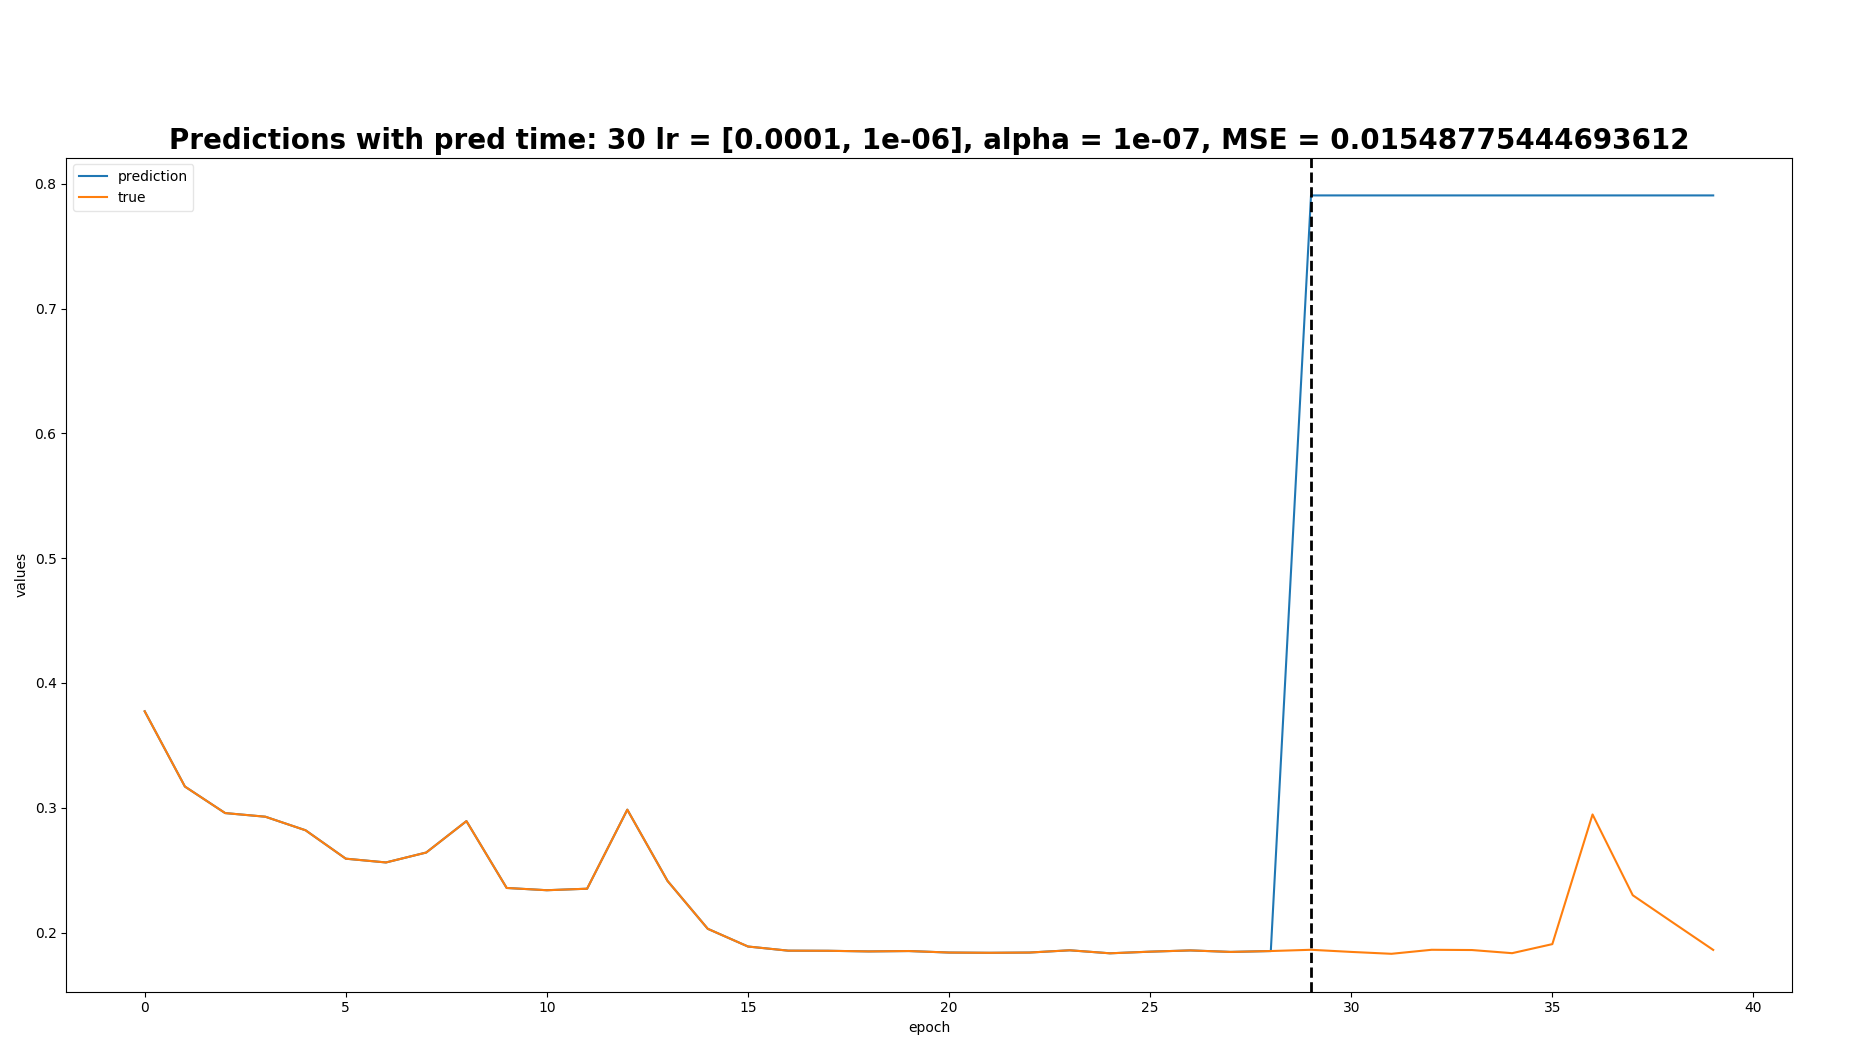 Predictions with pred time: 30 lr = [0.0001, 1e-06], alpha = 1e-07, MSE = 0.01548775444693612
prediction
true
0.8
0.7
0.6
0.5
0.4
0.3
0.2
values
0 5 10 15 20 25 30 35 40
epoch